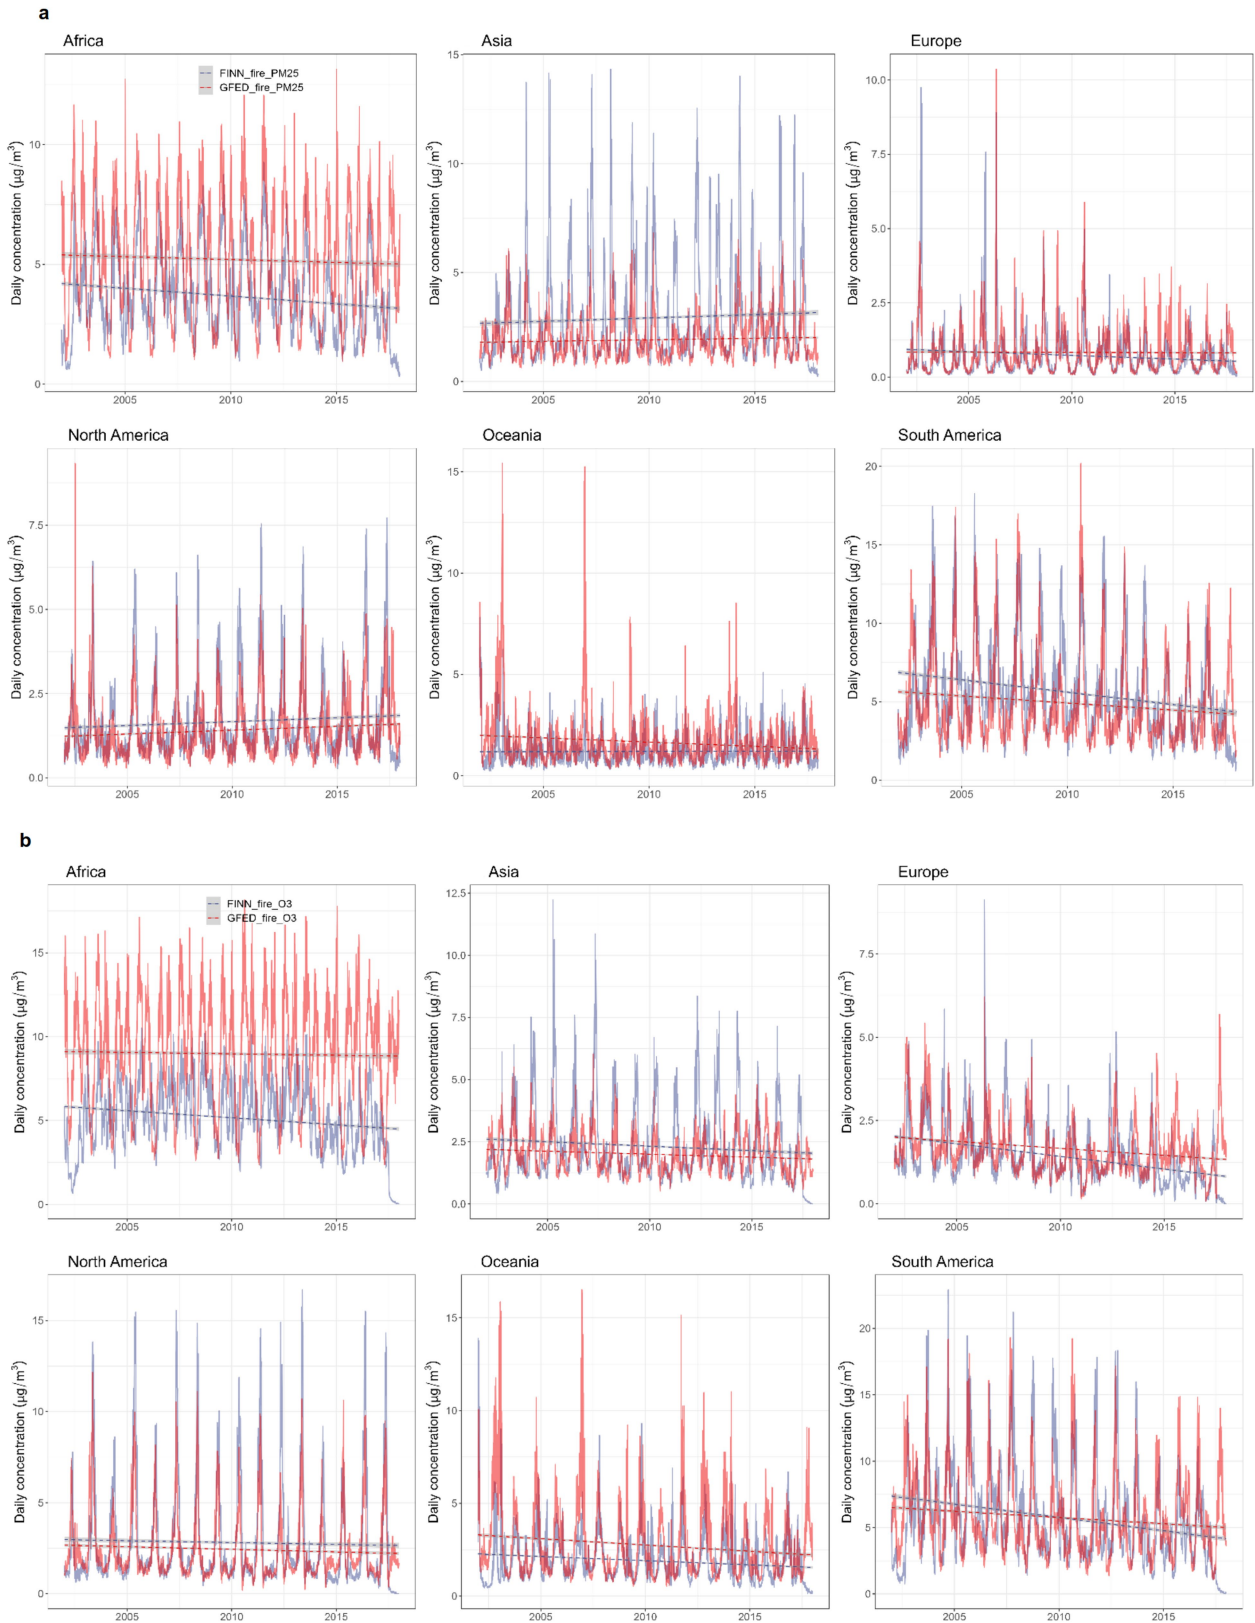 a
Africa
Asia
Europe
FINN_fire_PM25
GFED_fire_PM25
Daily concentration (μg/m³)
10
5
0
2005 2010 2015
Daily concentration (μg/m³)
15
10
5
0
2005 2010 2015
Daily concentration (μg/m³)
10.0
7.5
5.0
2.5
0.0
2005 2010 2015
North America
Oceania
South America
Daily concentration (μg/m³)
7.5
5.0
2.5
0.0
2005 2010 2015
Daily concentration (μg/m³)
15
10
5
0
2005 2010 2015
Daily concentration (μg/m³)
20
15
10
5
0
2005 2010 2015
b
Africa
Asia
Europe
FINN_fire_O3
GFED_fire_O3
Daily concentration (μg/m³)
15
10
5
0
2005 2010 2015
Daily concentration (μg/m³)
12.5
10.0
7.5
5.0
2.5
0.0
2005 2010 2015
Daily concentration (μg/m³)
7.5
5.0
2.5
0.0
2005 2010 2015
North America
Oceania
South America
Daily concentration (μg/m³)
15
10
5
0
2005 2010 2015
Daily concentration (μg/m³)
15
10
5
0
2005 2010 2015
Daily concentration (μg/m³)
20
15
10
5
0
2005 2010 2015